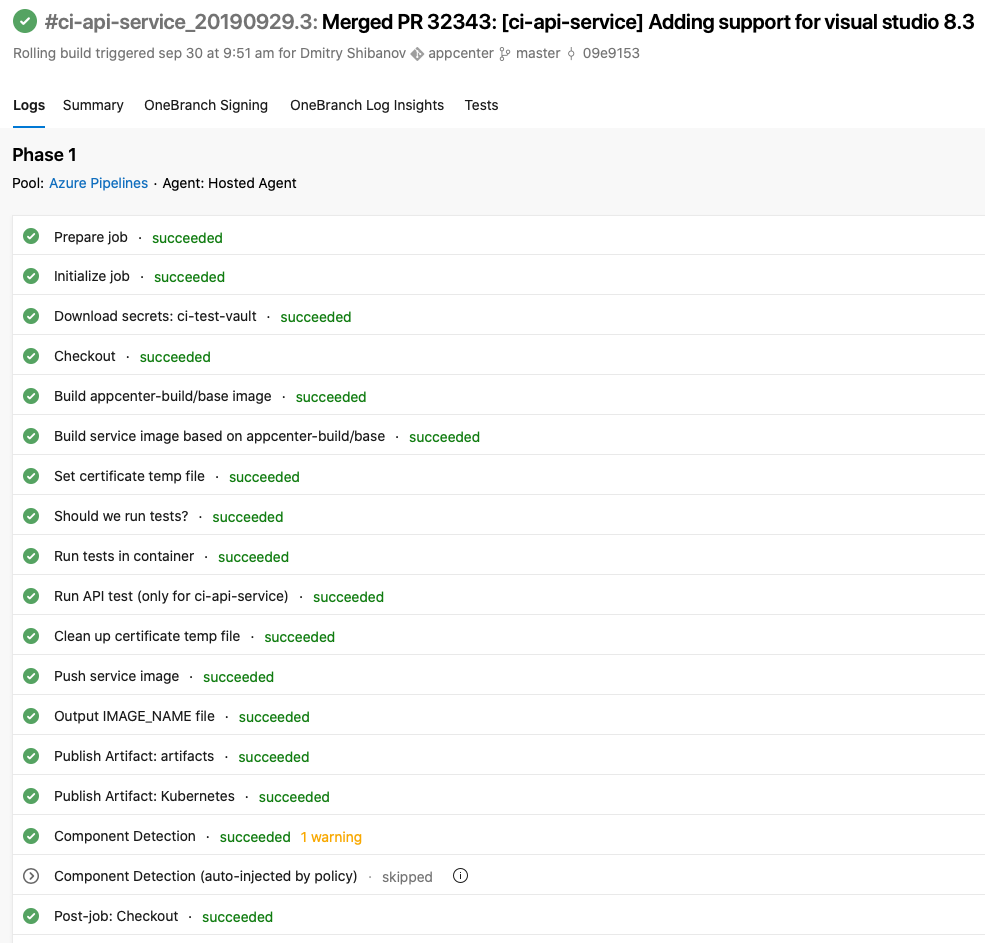 #ci-api-service_20190929.3: Merged PR 32343: [ci-api-service] Adding support for visual studio 8.3
Rolling build triggered sep 30 at 9:51 am for Dmitry Shibanov appcenter master 09e9153
Logs Summary OneBranch Signing OneBranch Log Insights Tests
Phase 1
Pool: Azure Pipelines · Agent: Hosted Agent
Prepare job · succeeded
Initialize job · succeeded
Download secrets: ci-test-vault · succeeded
Checkout · succeeded
Build appcenter-build/base image · succeeded
Build service image based on appcenter-build/base · succeeded
Set certificate temp file · succeeded
Should we run tests? · succeeded
Run tests in container · succeeded
Run API test (only for ci-api-service) · succeeded
Clean up certificate temp file · succeeded
Push service image · succeeded
Output IMAGE_NAME file · succeeded
Publish Artifact: artifacts · succeeded
Publish Artifact: Kubernetes · succeeded
Component Detection · succeeded 1 warning
Component Detection (auto-injected by policy) · skipped
Post-job: Checkout · succeeded